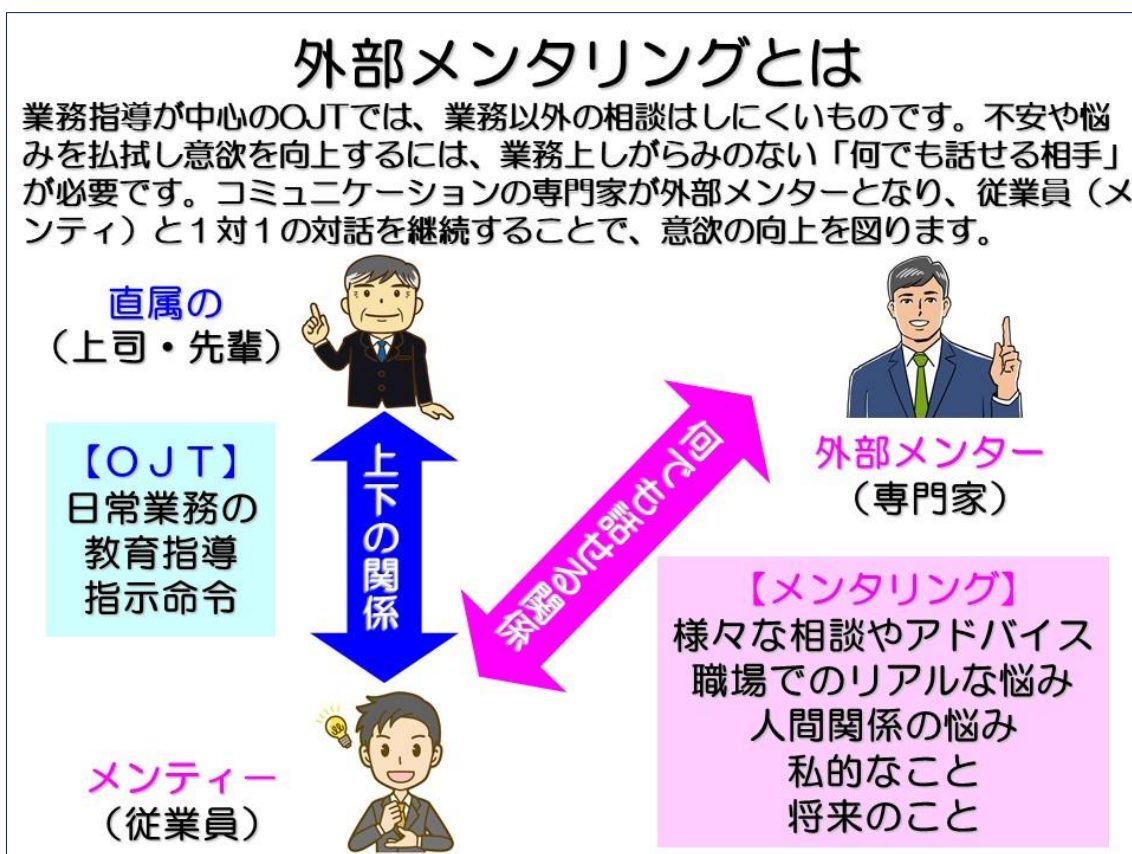 外部メンタリングとは
業務指導が中心のOJTでは、業務以外の相談はしにくいものです。不安や悩
みを払拭し意欲を向上するには、業務上しがらみのない「何でも話せる相手」
が必要です。コミュニケーションの専門家が外部メンターとなり、従業員（メ
ンティ）と１対１の対話を継続することで、意欲の向上を図ります。
直属の
（上司・先輩）
【ＯＪＴ】
日常業務の
教育指導
指示命令
上下の関係
何でも話せる関係
外部メンター
（専門家）
【メンタリング】
様々な相談やアドバイス
職場でのリアルな悩み
人間関係の悩み
私的なこと
将来のこと
メンティー
（従業員）